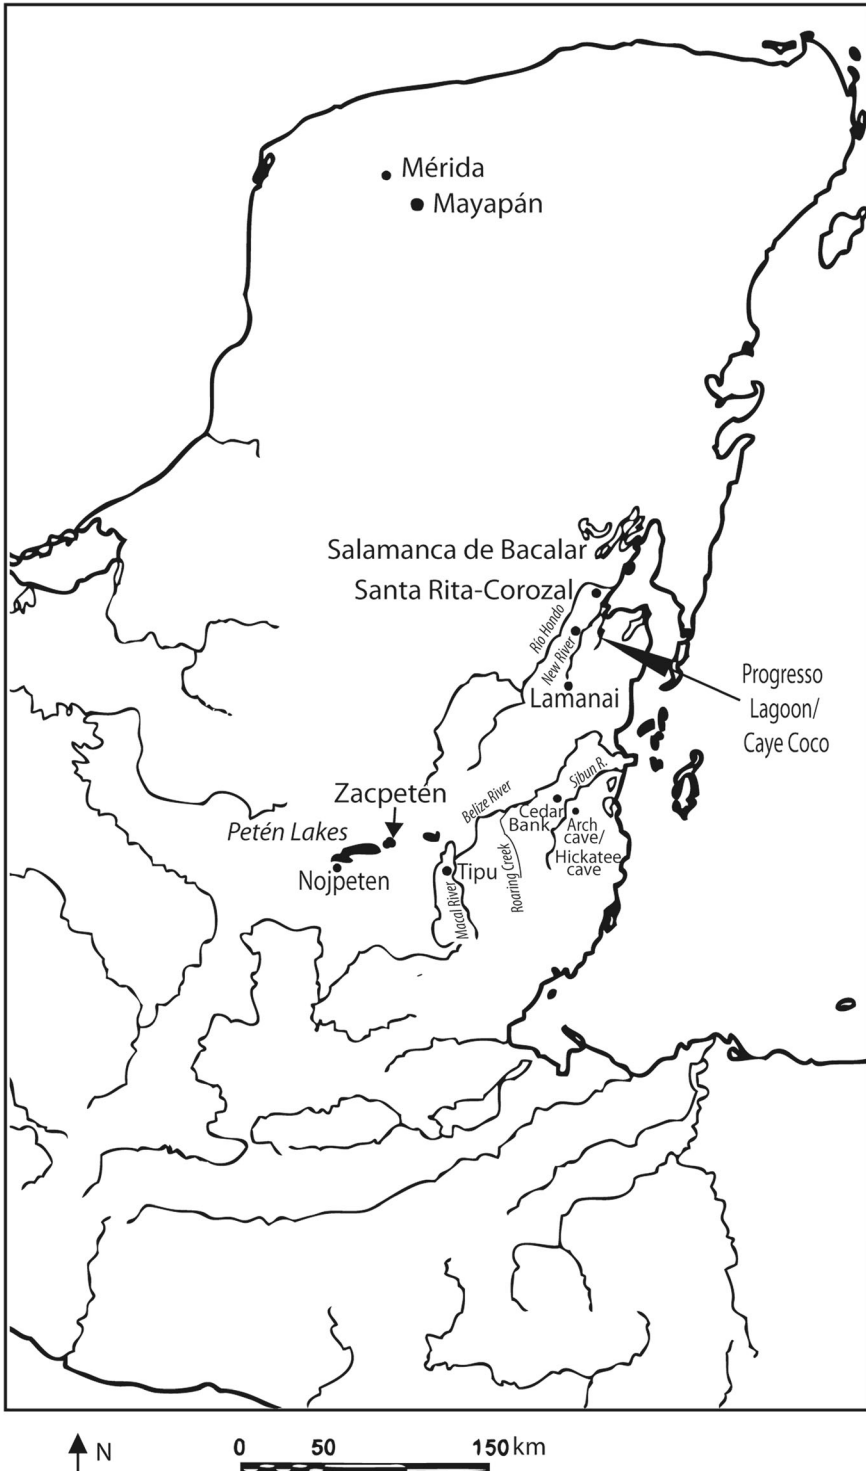 Mérida
Mayapán
Salamanca de Bacalar
Santa Rita-Corozal
Río Hondo
New River
Lamanai
Progresso
Lagoon/
Caye Coco
Zacpetén
Petén Lakes
Nojpeten
Belize River
Sibun R.
Cedar
Bank
Arch
cave/
Hickatee
cave
Roaring Creek
Tipu
Macal River
N
0 50 150 km